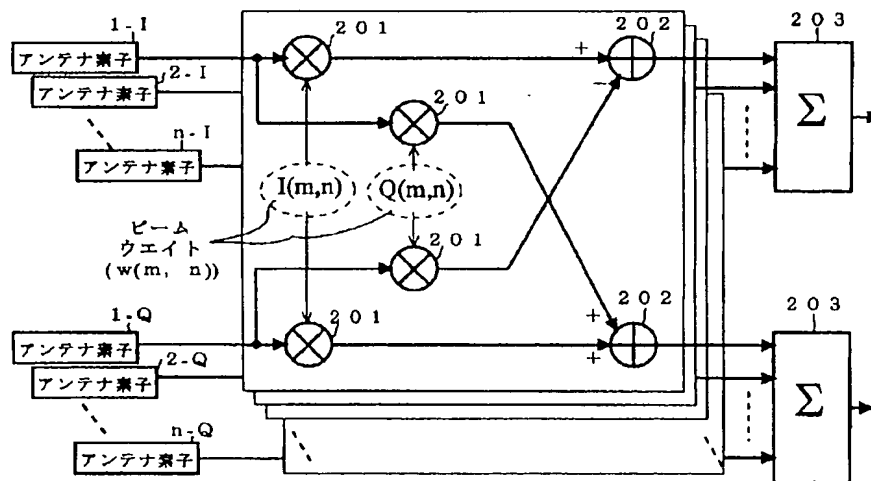 1-I
アンテナ素子
2-I
アンテナ素子
n-I
アンテナ素子
201
+
202
−
201
I(m,n)
Q(m,n)
ビーム
ウエイト
(w(m, n))
201
1-Q
アンテナ素子
2-Q
アンテナ素子
n-Q
アンテナ素子
201
+
+
202
203
Σ
203
Σ